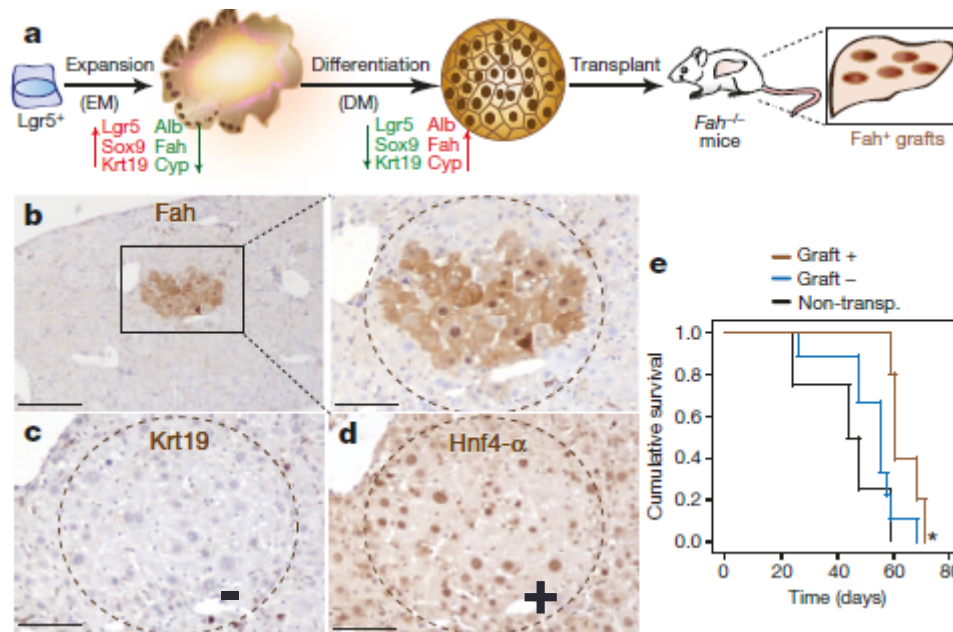 a
Expansion
(EM)
Lgr5+
Lgr5 Alb
Sox9 Fah
Krt19 Cyp
Differentiation
(DM)
Lgr5 Alb
Sox9 Fah
Krt19 Cyp
Transplant
Fah–/–
mice
Fah+ grafts
b
Fah
c
Krt19
-
d
Hnf4-α
+
e
Graft +
Graft –
Non-transp.
Cumulative survival
1.0
0.8
0.6
0.4
0.2
0.0
*
0 20 40 60 80
Time (days)